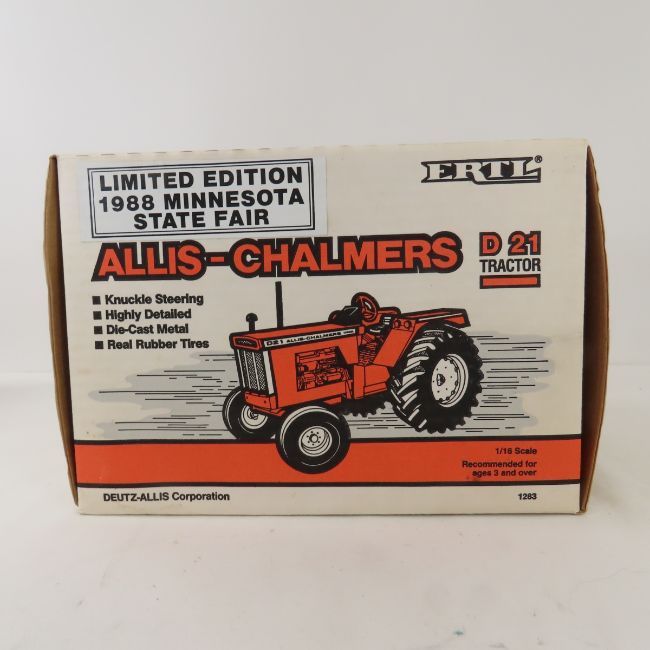 LIMITED EDITION
1988 MINNESOTA
STATE FAIR
ERTL®
ALLIS-CHALMERS
D 21
TRACTOR
■ Knuckle Steering
■ Highly Detailed
■ Die-Cast Metal
■ Real Rubber Tires
D21 ALLIS-CHALMERS
1/16 Scale
Recommended for
ages 3 and over
DEUTZ-ALLIS Corporation
1283